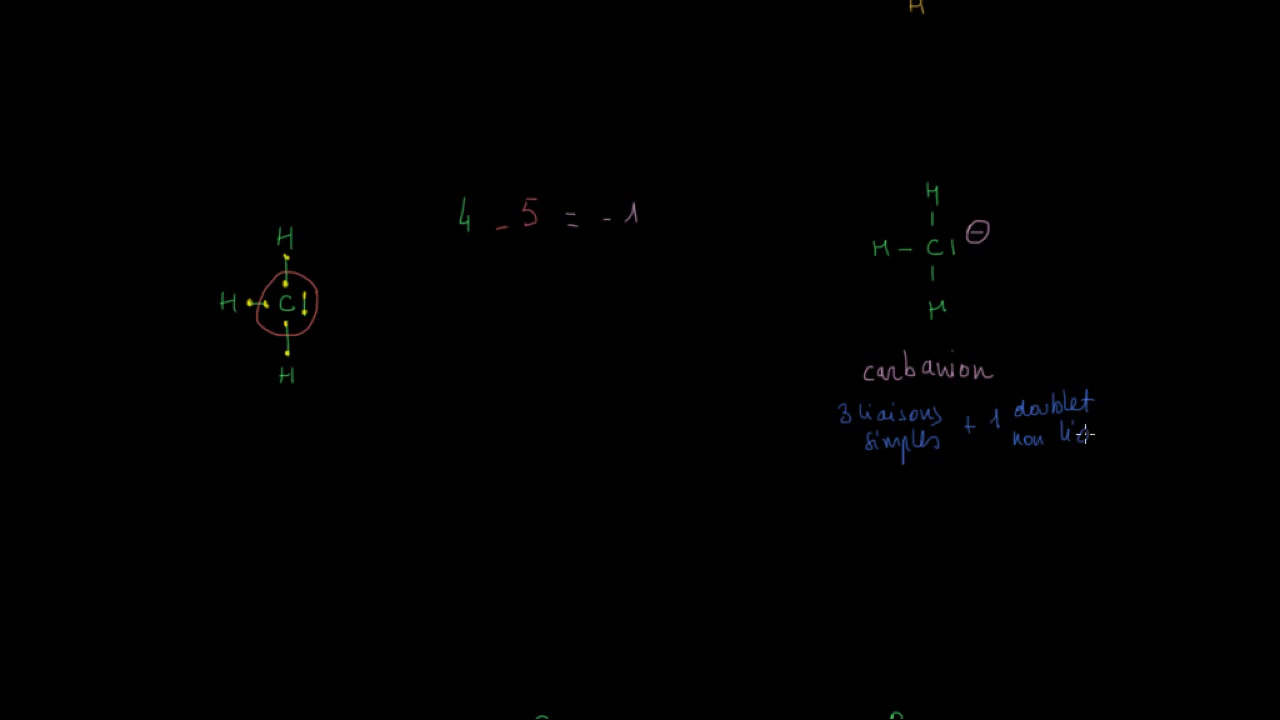 H
4 - 5 = - 1
H
H - C|
H
H
H - C| ⊖
H
carbanion
3 liaisons simples + 1 doublet non lié